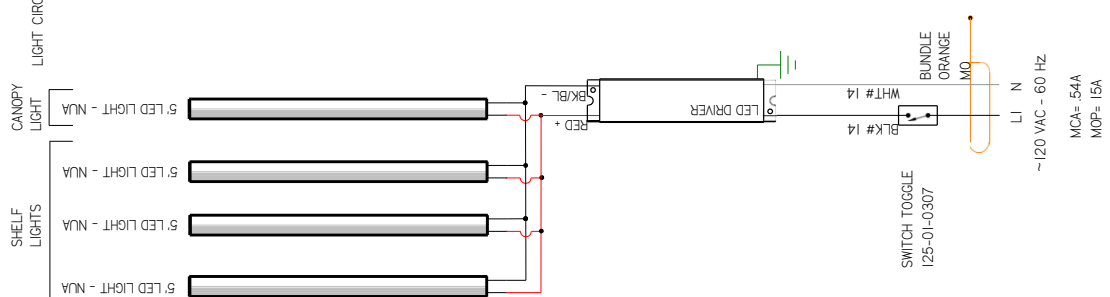 LIGHT CIRC
CANOPY
LIGHT
5' LED LIGHT - NUA
SHELF
LIGHTS
5' LED LIGHT - NUA
5' LED LIGHT - NUA
5' LED LIGHT - NUA
BK/BL -
RED +
LED DRIVER
WHT# 14
BLK# 14
BUNDLE
ORANGE
MO
SWITCH TOGGLE
125-01-0307
N
L1
~120 VAC - 60 Hz
MCA= .54A
MOP= 15A